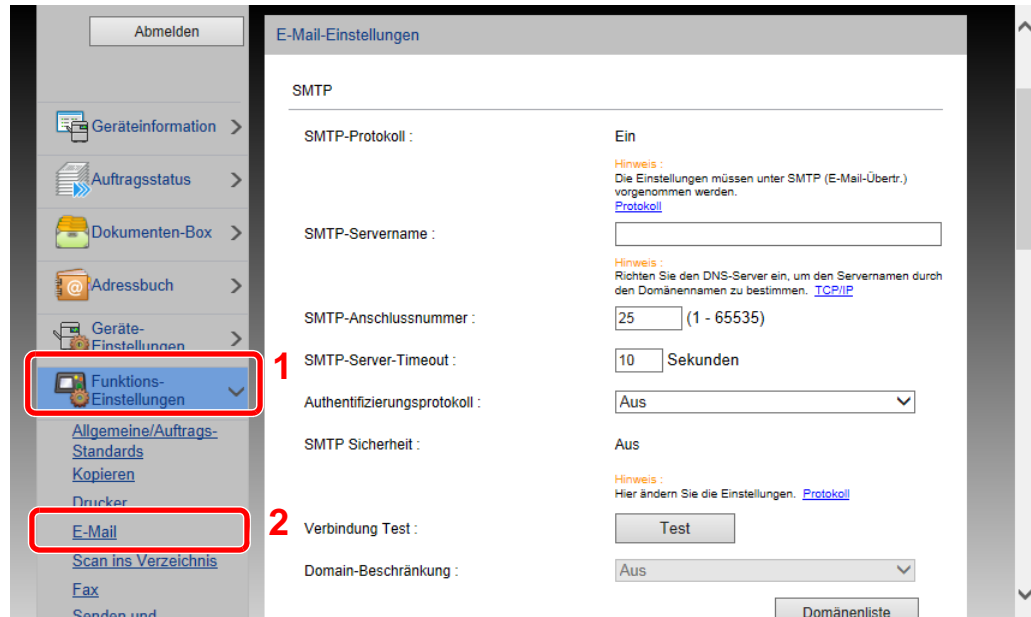 Abmelden
Geräteinformation
Auftragsstatus
Dokumenten-Box
Adressbuch
Geräte-
Einstellungen
1
Funktions-
Einstellungen
Allgemeine/Auftrags-
Standards
Kopieren
Drucker
2
E-Mail
Scan ins Verzeichnis
Fax
Senden und
E-Mail-Einstellungen
SMTP
SMTP-Protokoll : Ein
Hinweis :
Die Einstellungen müssen unter SMTP (E-Mail-Übertr.)
vorgenommen werden.
Protokoll
SMTP-Servername :
Hinweis :
Richten Sie den DNS-Server ein, um den Servernamen durch
den Domänennamen zu bestimmen. TCP/IP
SMTP-Anschlussnummer : 25 (1 - 65535)
SMTP-Server-Timeout : 10 Sekunden
Authentifizierungsprotokoll : Aus
SMTP Sicherheit : Aus
Hinweis :
Hier ändern Sie die Einstellungen. Protokoll
Verbindung Test : Test
Domain-Beschränkung : Aus
Domänenliste